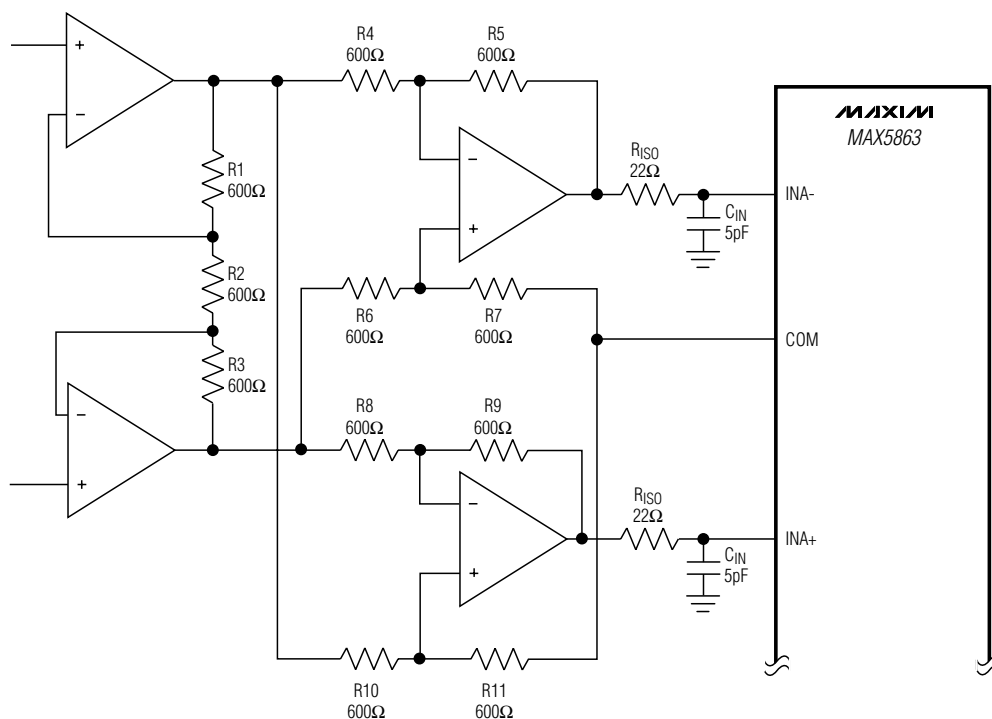 R4
600Ω
R5
600Ω
+
−
MAXIM
MAX5863
R1
600Ω
−
RISO
22Ω
INA-
CIN
5pF
+
R2
600Ω
R6
600Ω
R7
600Ω
COM
R3
600Ω
−
+
R8
600Ω
R9
600Ω
−
RISO
22Ω
INA+
CIN
5pF
+
R10
600Ω
R11
600Ω